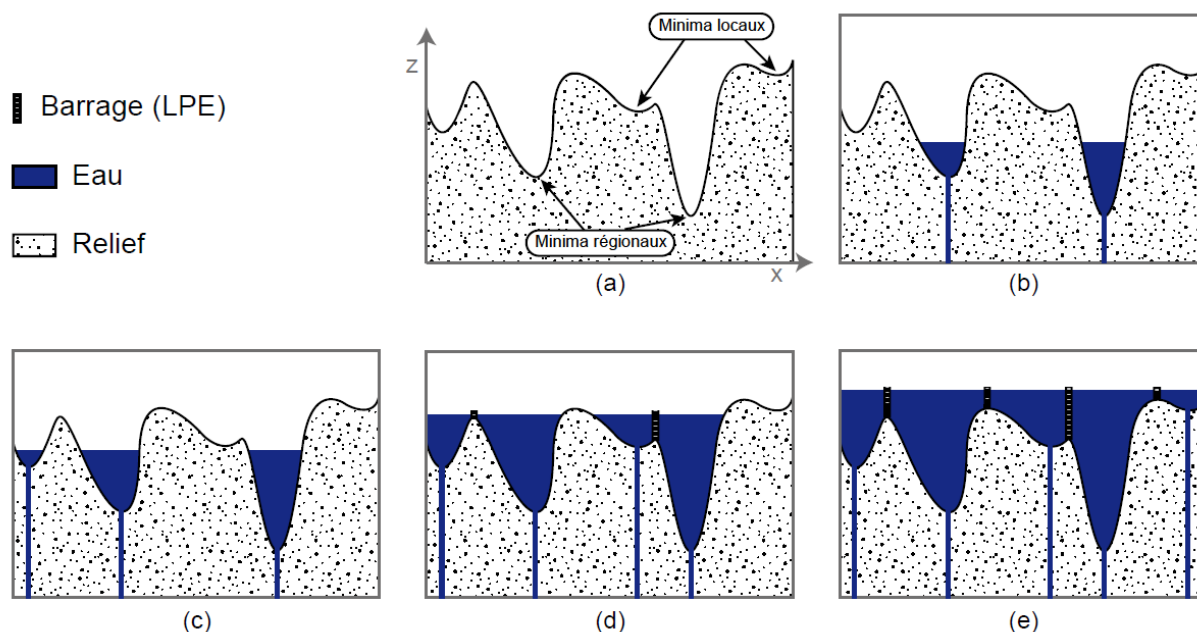 Minima locaux
z
Barrage (LPE)
Eau
Relief
Minima régionaux
x
(a)
(b)
(c)
(d)
(e)